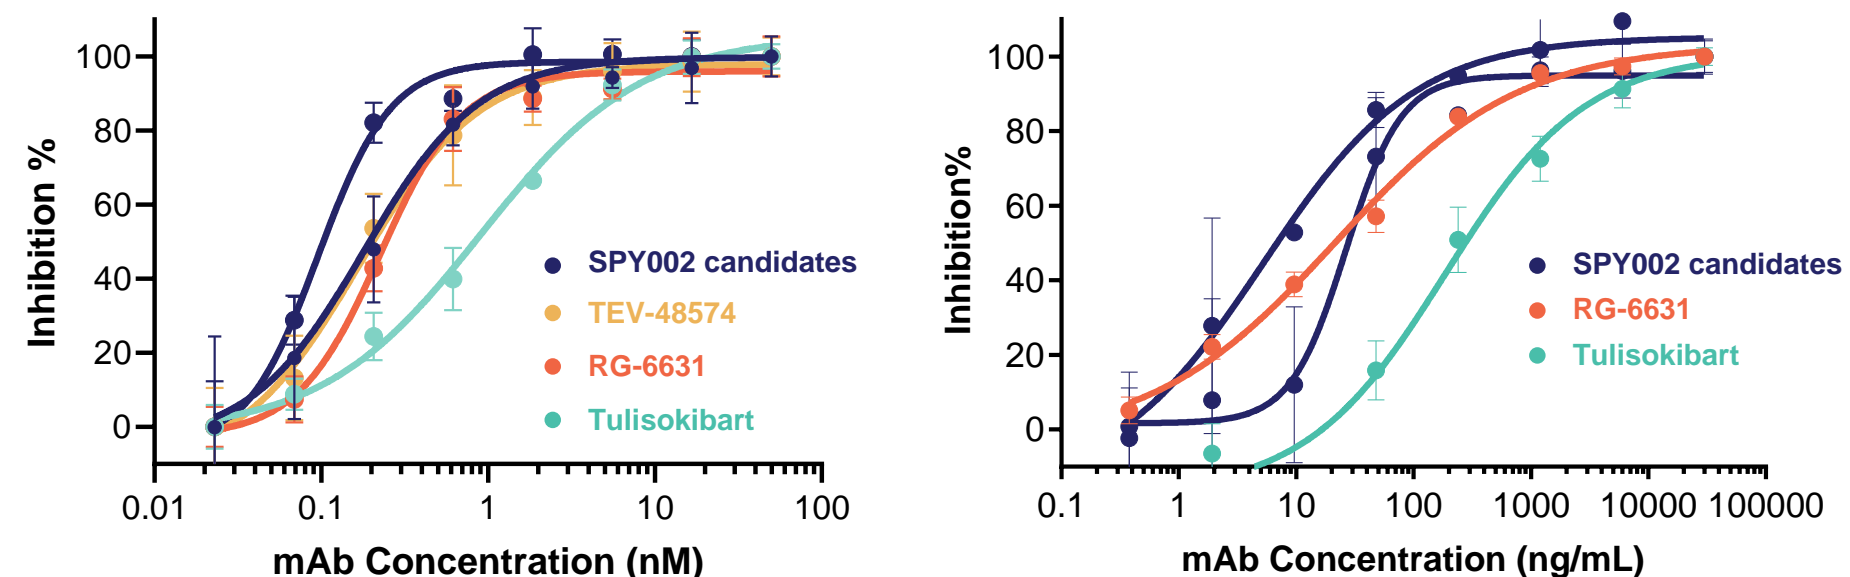 Inhibition %
100
80
60
40
20
0
SPY002 candidates
TEV-48574
RG-6631
Tulisokibart
0.01 0.1 1 10 100
mAb Concentration (nM)
Inhibition%
100
80
60
40
20
0
SPY002 candidates
RG-6631
Tulisokibart
0.1 1 10 100 1000 10000 100000
mAb Concentration (ng/mL)